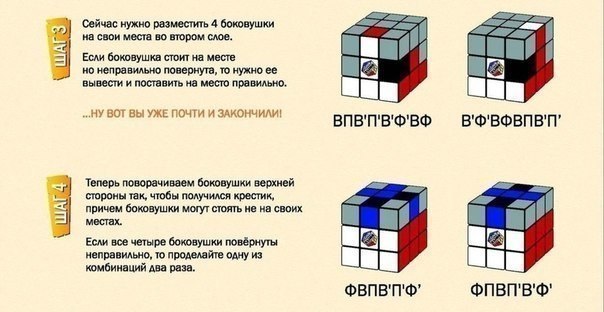 ШАГ 3
Сейчас нужно разместить 4 боковушки
на свои места во втором слое.
Если боковушка стоит на месте
но неправильно повернута, то нужно ее
вывести и поставить на место правильно.
...НУ ВОТ ВЫ УЖЕ ПОЧТИ И ЗАКОНЧИЛИ!
ВПВ'П'В'Ф'ВФ
В'Ф'ВФВПВ'П'
ШАГ 4
Теперь поворачиваем боковушки верхней
стороны так, чтобы получился крестик,
причем боковушки могут стоять не на своих
местах.
Если все четыре боковушки повёрнуты
неправильно, то проделайте одну из
комбинаций два раза.
ФВПВ'П'Ф'
ФПВП'В'Ф'